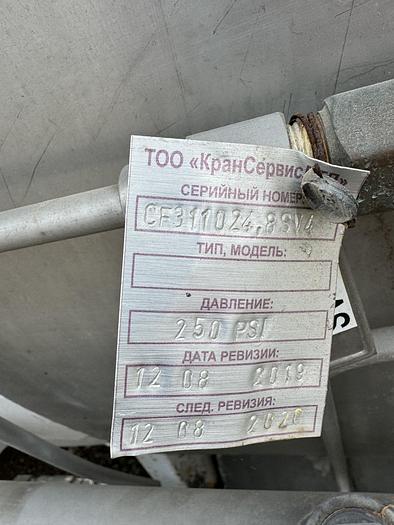 ТОО
СЕРИЙНЫЙ НОМЕР
CF311024.8SV4
ТИП, МОДЕЛЬ:
ДАВЛЕНИЕ:
250 PSI
ДАТА РЕВИЗИИ:
12 08 2019
СЛЕД. РЕВИЗИЯ:
12 08 2020